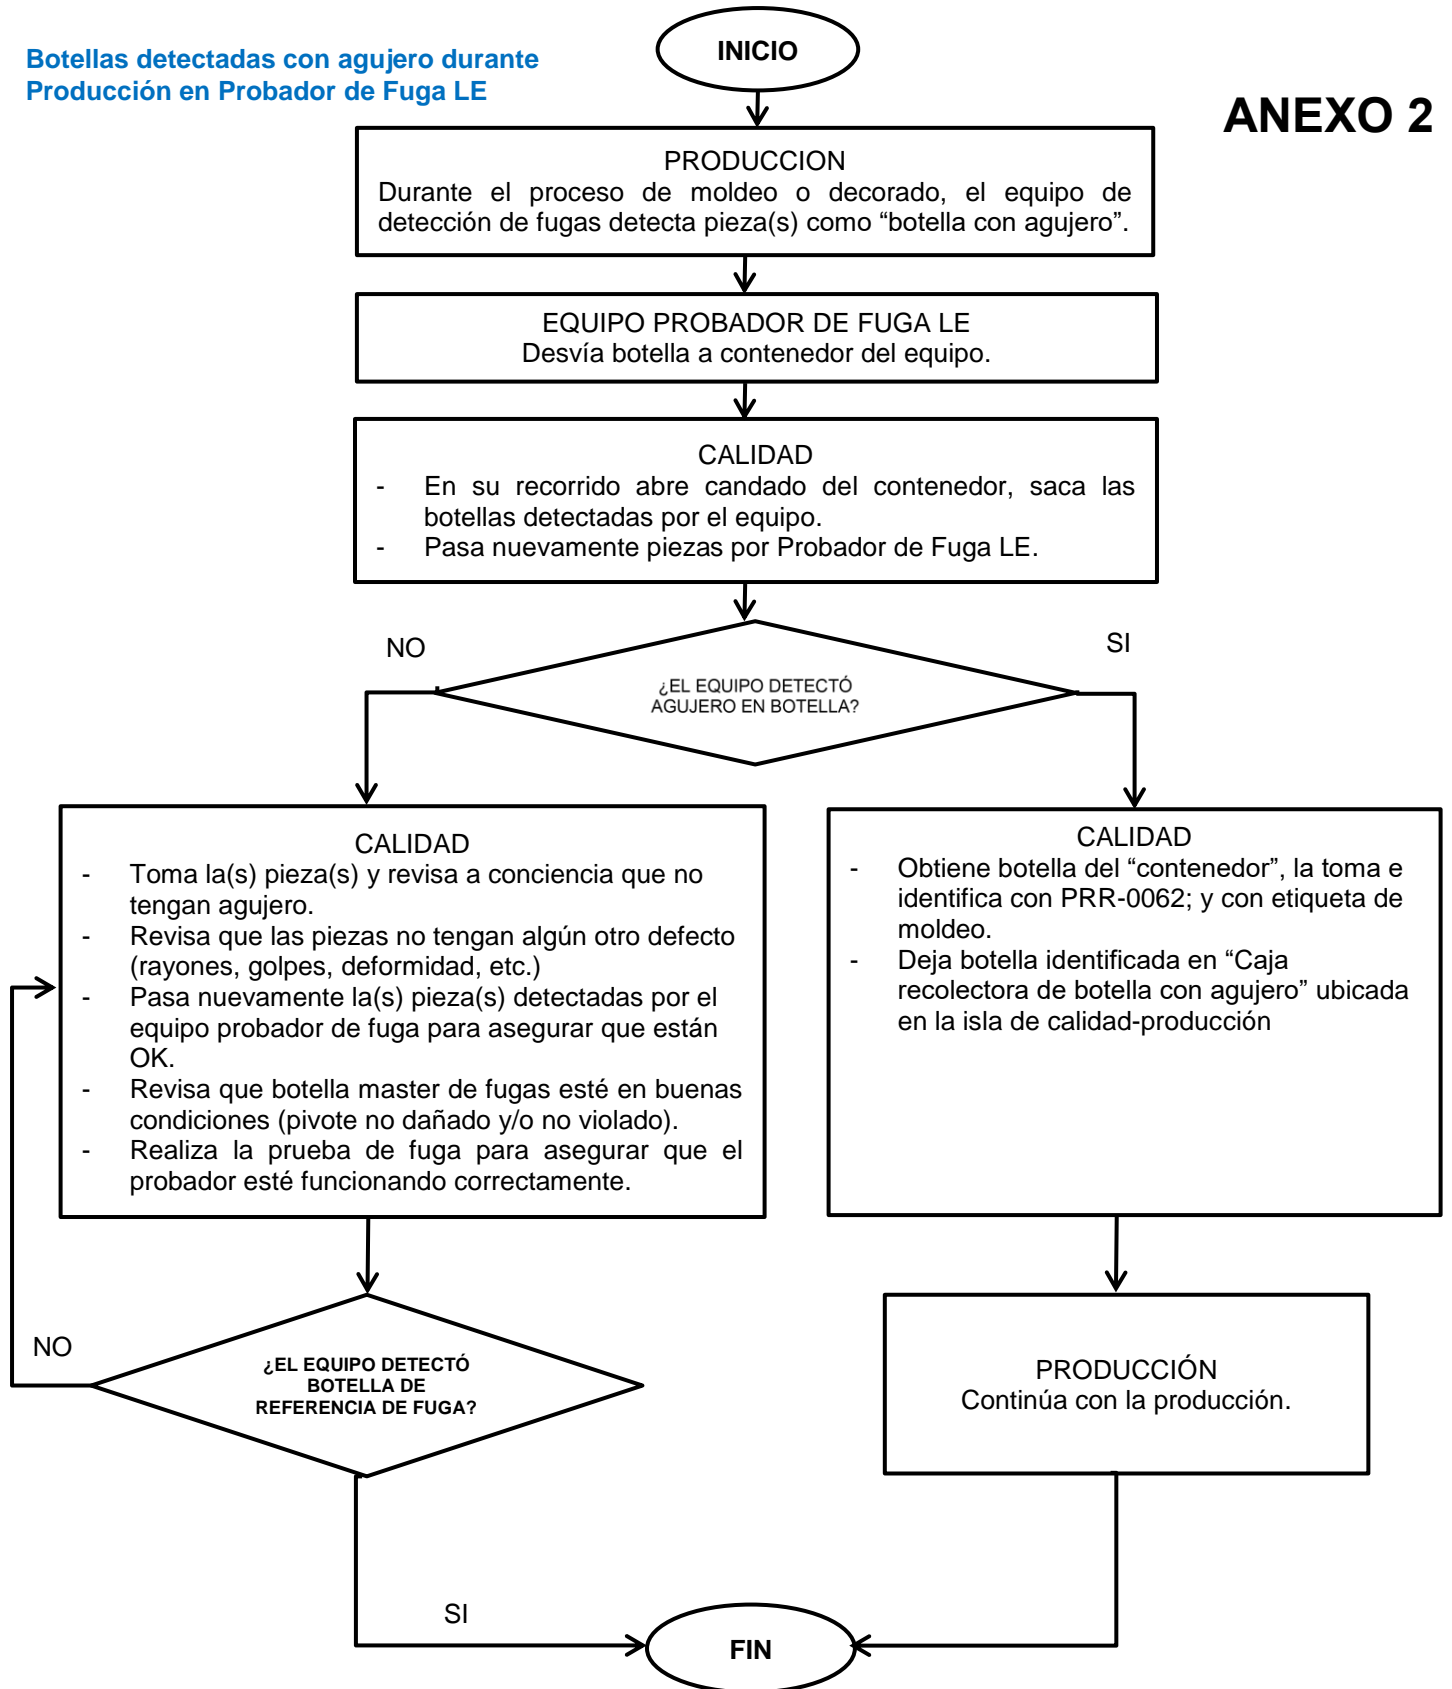 INICIO
Botellas detectadas con agujero durante
Producción en Probador de Fuga LE
ANEXO 2
PRODUCCION
Durante el proceso de moldeo o decorado, el equipo de
detección de fugas detecta pieza(s) como “botella con agujero”.
EQUIPO PROBADOR DE FUGA LE
Desvía botella a contenedor del equipo.
CALIDAD
- En su recorrido abre candado del contenedor, saca las
botellas detectadas por el equipo.
- Pasa nuevamente piezas por Probador de Fuga LE.
NO
SI
¿EL EQUIPO DETECTÓ
AGUJERO EN BOTELLA?
CALIDAD
- Toma la(s) pieza(s) y revisa a conciencia que no
tengan agujero.
- Revisa que las piezas no tengan algún otro defecto
(rayones, golpes, deformidad, etc.)
- Pasa nuevamente la(s) pieza(s) detectadas por el
equipo probador de fuga para asegurar que están
OK.
- Revisa que botella master de fugas esté en buenas
condiciones (pivote no dañado y/o no violado).
- Realiza la prueba de fuga para asegurar que el
probador esté funcionando correctamente.
CALIDAD
- Obtiene botella del “contenedor”, la toma e
identifica con PRR-0062; y con etiqueta de
moldeo.
- Deja botella identificada en “Caja
recolectora de botella con agujero” ubicada
en la isla de calidad-producción
NO
¿EL EQUIPO DETECTÓ
BOTELLA DE
REFERENCIA DE FUGA?
PRODUCCIÓN
Continúa con la producción.
SI
FIN